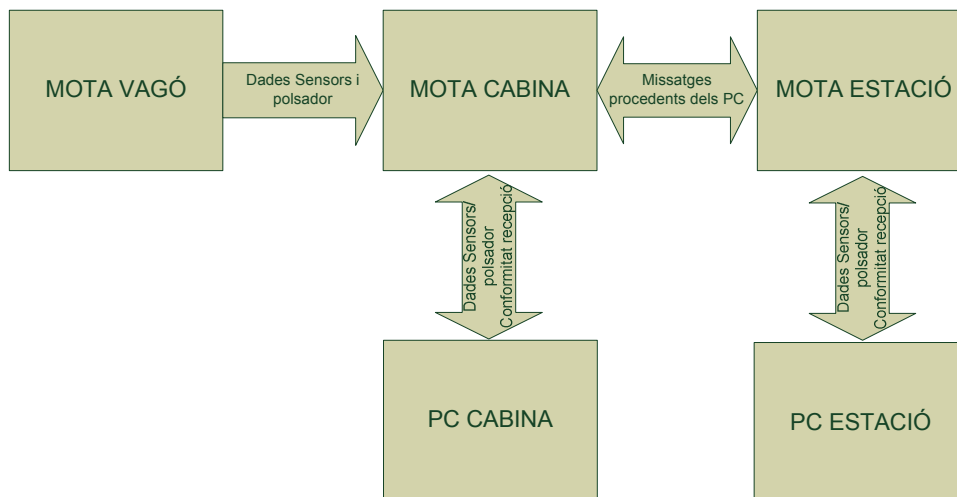 MOTA VAGÓ
Dades Sensors i
polsador
MOTA CABINA
Missatges
procedents dels PC
MOTA ESTACIÓ
Dades Sensors/
polsador
Conformitat recepció
Dades Sensors/
polsador
Conformitat recepció
PC CABINA
PC ESTACIÓ